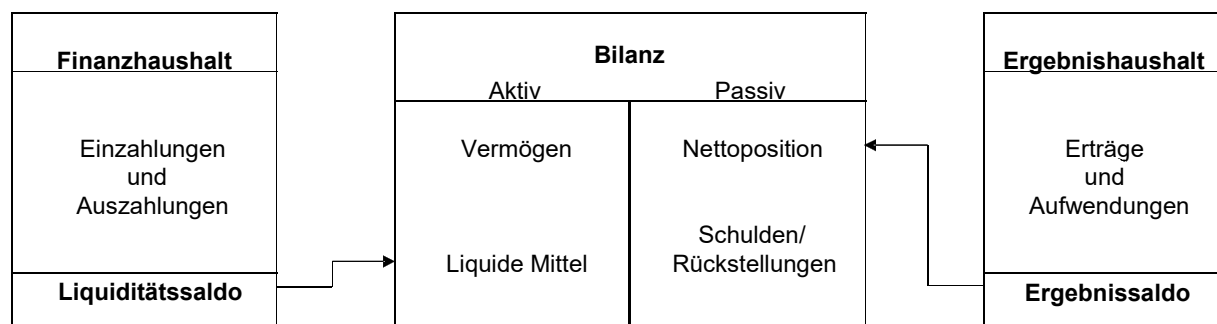 Finanzhaushalt
Einzahlungen
und
Auszahlungen
Liquiditätssaldo
Bilanz
Aktiv Passiv
Vermögen Nettoposition
Liquide Mittel Schulden/
Rückstellungen
Ergebnishaushalt
Erträge
und
Aufwendungen
Ergebnissaldo